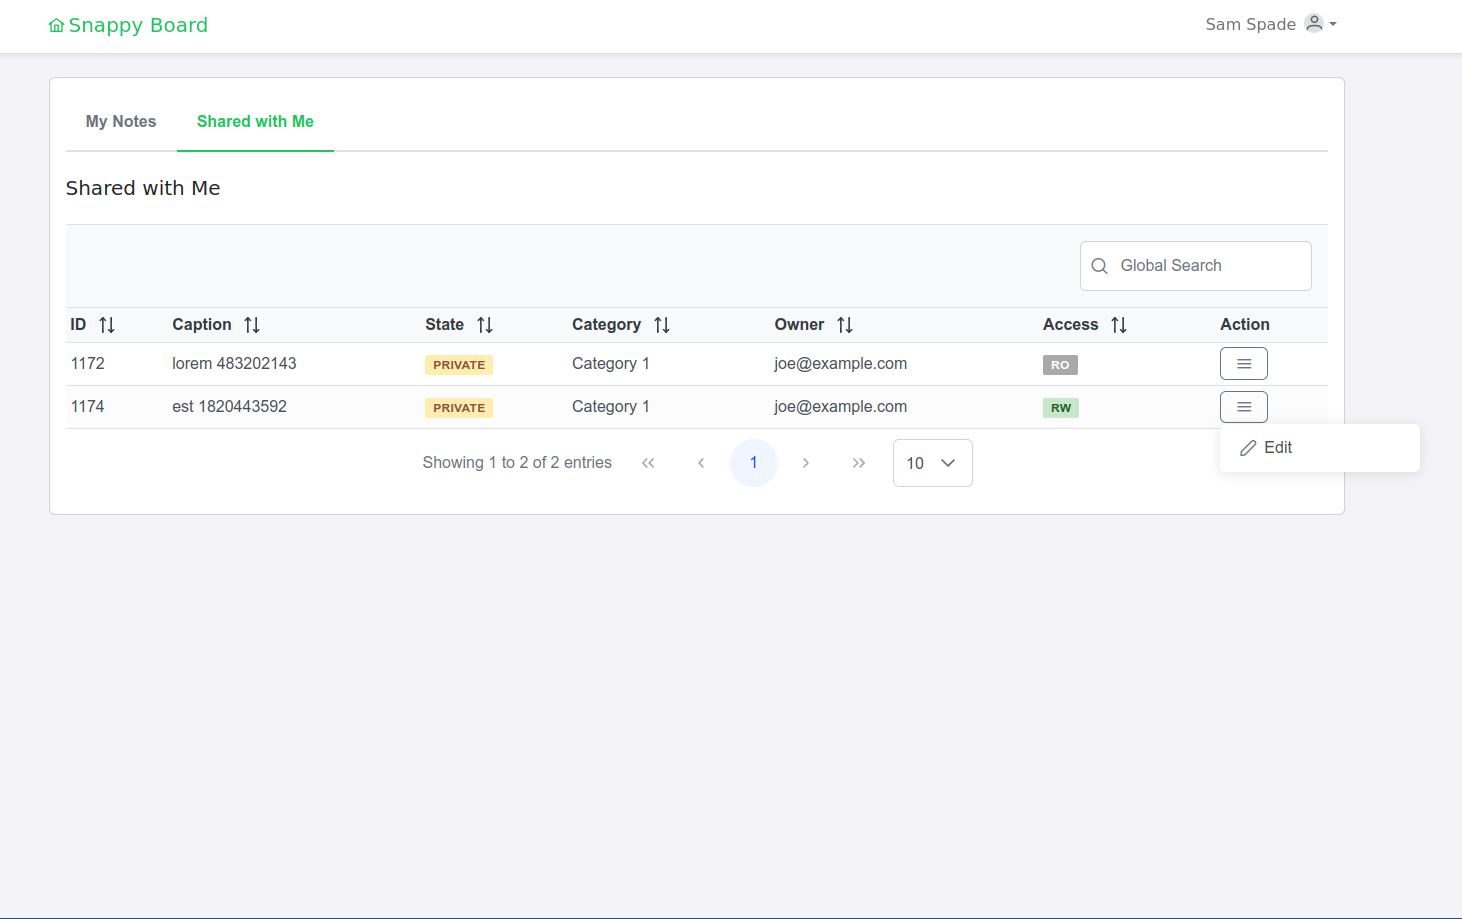 Snappy Board
Sam Spade
My Notes Shared with Me
Shared with Me
Global Search
ID Caption State Category Owner Access Action
1172 lorem 483202143 PRIVATE Category 1 joe@example.com RO
1174 est 1820443592 PRIVATE Category 1 joe@example.com RW
Edit
Showing 1 to 2 of 2 entries 1 10